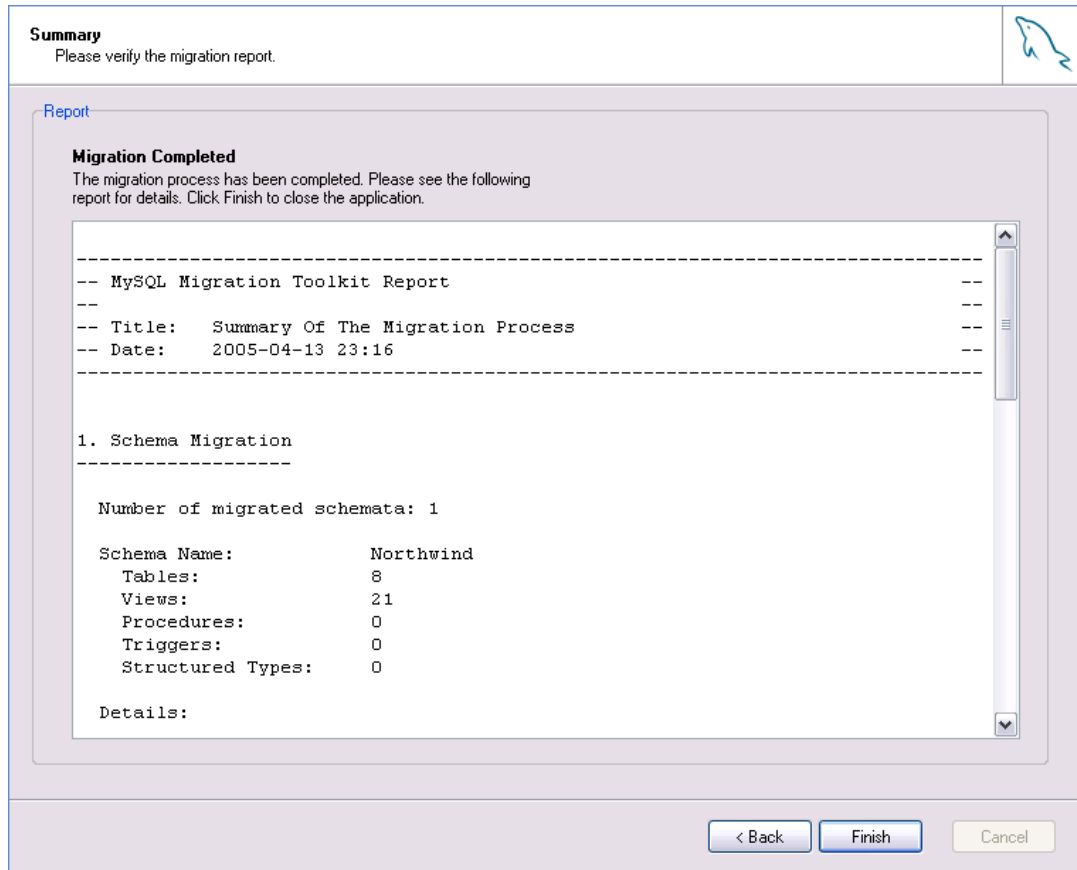 Summary
Please verify the migration report.
Report
Migration Completed
The migration process has been completed. Please see the following
report for details. Click Finish to close the application.
--------------------------------------------------------------------------------
-- MySQL Migration Toolkit Report --
-- --
-- Title: Summary Of The Migration Process --
-- Date: 2005-04-13 23:16 --
--------------------------------------------------------------------------------
1. Schema Migration
-------------------
Number of migrated schemata: 1
Schema Name: Northwind
Tables: 8
Views: 21
Procedures: 0
Triggers: 0
Structured Types: 0
Details:
< Back Finish Cancel